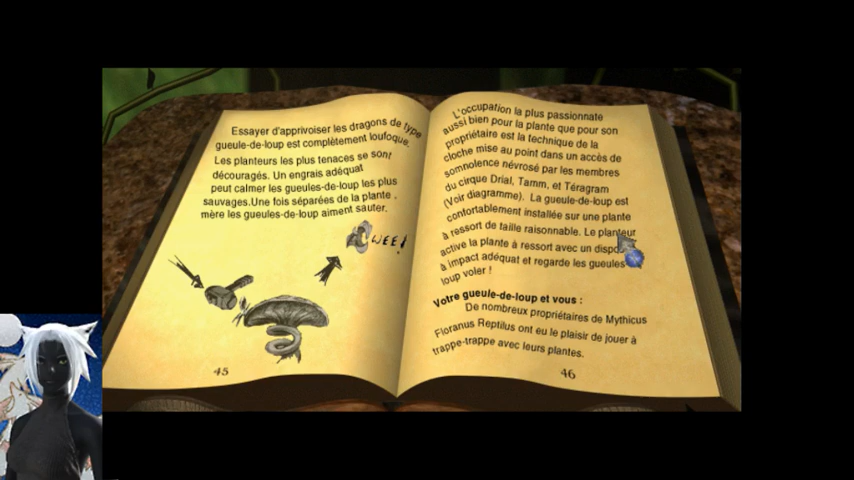 Essayer d'apprivoiser les dragons de type
gueule-de-loup est complètement loufoque.
Les planteurs les plus tenaces se sont
découragés. Un engrais adéquat
peut calmer les gueules-de-loup les plus
sauvages.Une fois séparées de la plante .
mère les gueules-de-loup aiment sauter.
WEE!
45
L'occupation la plus passionnate
aussi bien pour la plante que pour son
propriétaire est la technique de la
cloche mise au point dans un accès de
somnolence névrosé par les membres
du cirque Drial, Tamm, et Téragram
(Voir diagramme). La gueule-de-loup est
confortablement installée sur une plante
à ressort de taille raisonnable. Le planteur
active la plante à ressort avec un
à impact adéquat et regarde les gueules
loup voler !
Votre gueule-de-loup et vous :
De nombreux propriétaires de Mythicus
Floranus Reptilus ont eu le plaisir de jouer à
trappe-trappe avec leurs plantes.
46